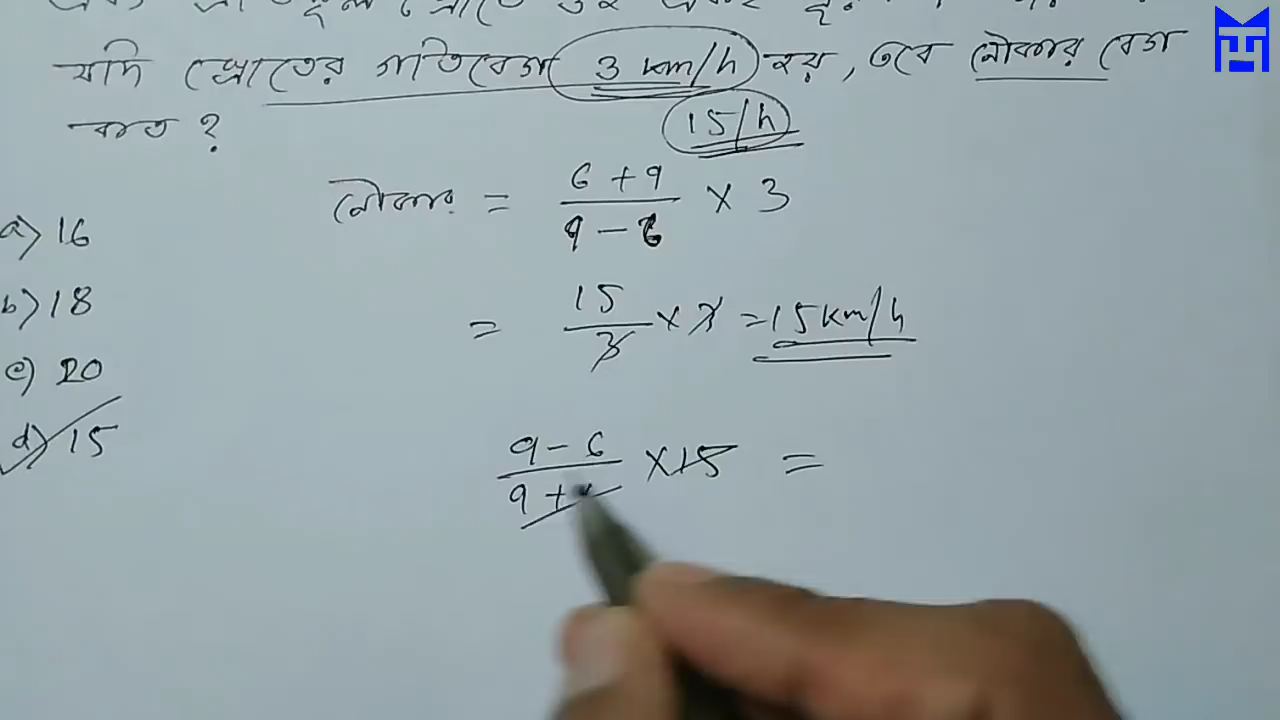 যদি স্রোতের গতিবেগ 3 km/h হয়, তবে নৌকার বেগ
কত ?
15/h
নৌকার = 6 + 9 / 9 - 6 × 3
a) 16
= 15 / 3 × 3 = 15 km/h
b) 18
c) 20
d) 15
9 - 6 / 9 + × 15 =